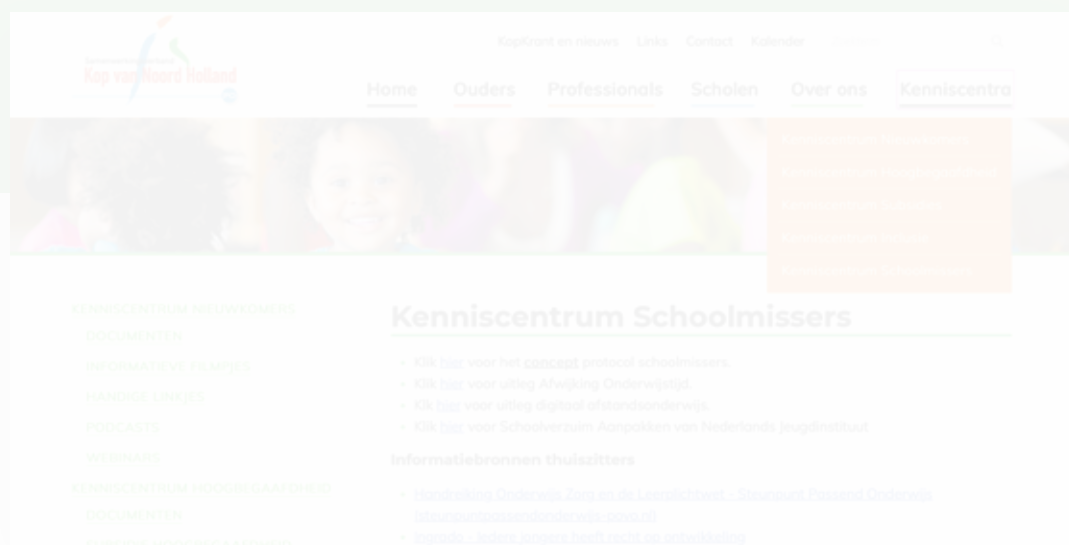 KopKrant en nieuws Links Contact Kalender
Kop van Noord Holland
Home Ouders Professionals Scholen Over ons Kenniscentra
KENNISCENTRUM NIEUWKOMERS
DOCUMENTEN
INFORMATIEVE FILMPJES
HANDIGE LINKJES
PODCASTS
WEBINARS
KENNISCENTRUM HOOGBEGAAFDHEID
DOCUMENTEN
Kenniscentrum Schoolmissers
Klik hier voor het concept protocol schoolmissers.
Klik hier voor uitleg Afwijking Onderwijstijd.
Klik hier voor uitleg digitaal afstandsonderwijs.
Klik hier voor Schoolverzuim Aanpakken van Nederlands Jeugdinstituut
Informatiebronnen thuiszitters
Handreiking Onderwijs Zorg en de Leerplichtwet - Steunpunt Passend Onderwijs
(steunpuntpassendonderwijs-povo.nl)
Ingrado - Iedere jongere heeft recht op ontwikkeling